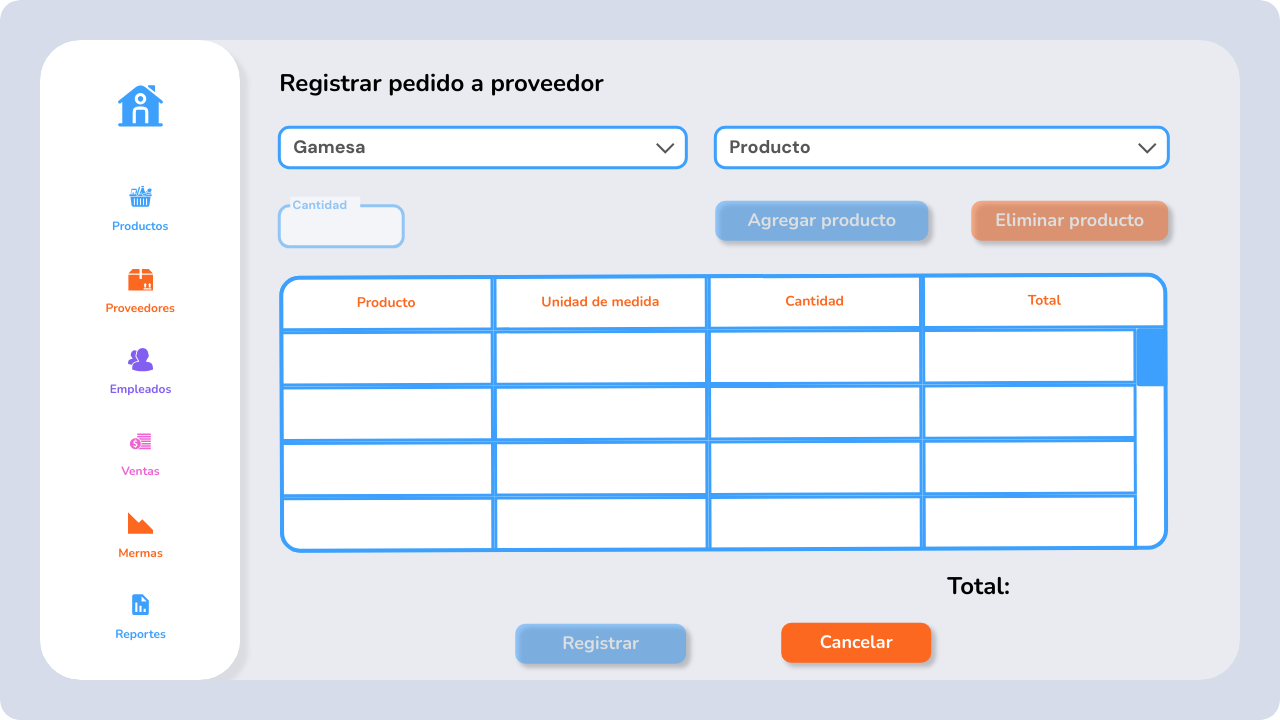 Registrar pedido a proveedor
Gamesa
Producto
Cantidad
Agregar producto
Eliminar producto
Producto
Unidad de medida
Cantidad
Total
Total:
Registrar
Cancelar
Productos
Proveedores
Empleados
Ventas
Mermas
Reportes